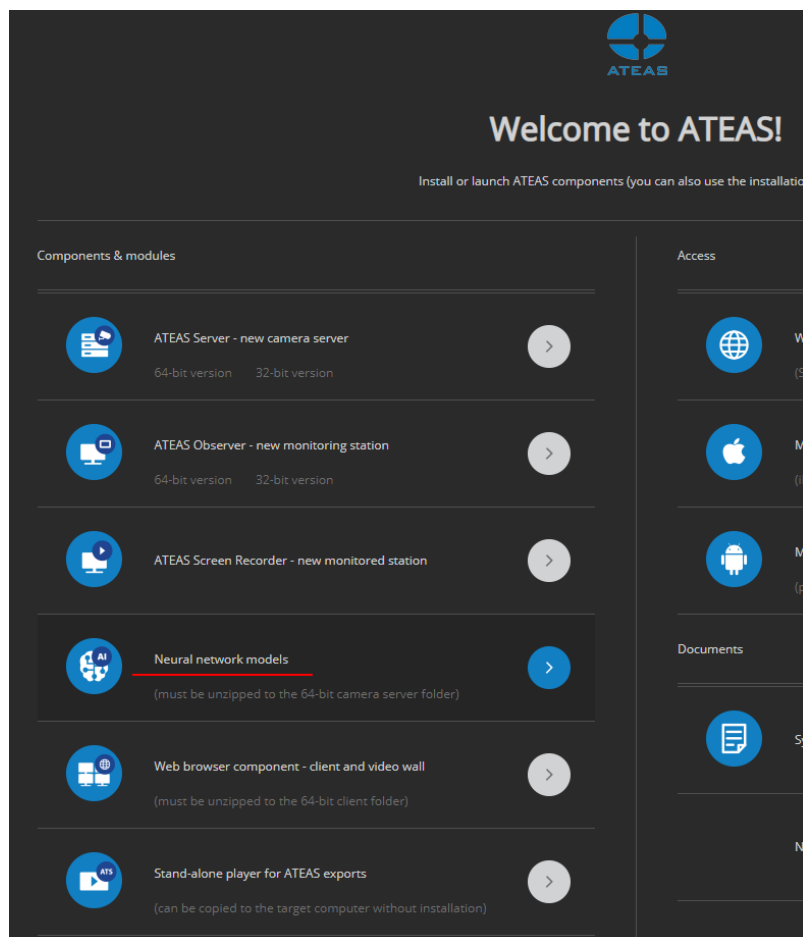 ATEAS
Welcome to ATEAS!
Install or launch ATEAS components (you can also use the
Components & modules
ATEAS Server - new camera server
64-bit version 32-bit version
ATEAS Observer - new monitoring station
64-bit version 32-bit version
ATEAS Screen Recorder - new monitored station
AI
Neural network models
(must be unzipped to the 64-bit camera server folder)
Web browser component - client and video wall
(must be unzipped to the 64-bit client folder)
ATS
Stand-alone player for ATEAS exports
(can be copied to the target computer without installation)
Access
Documents